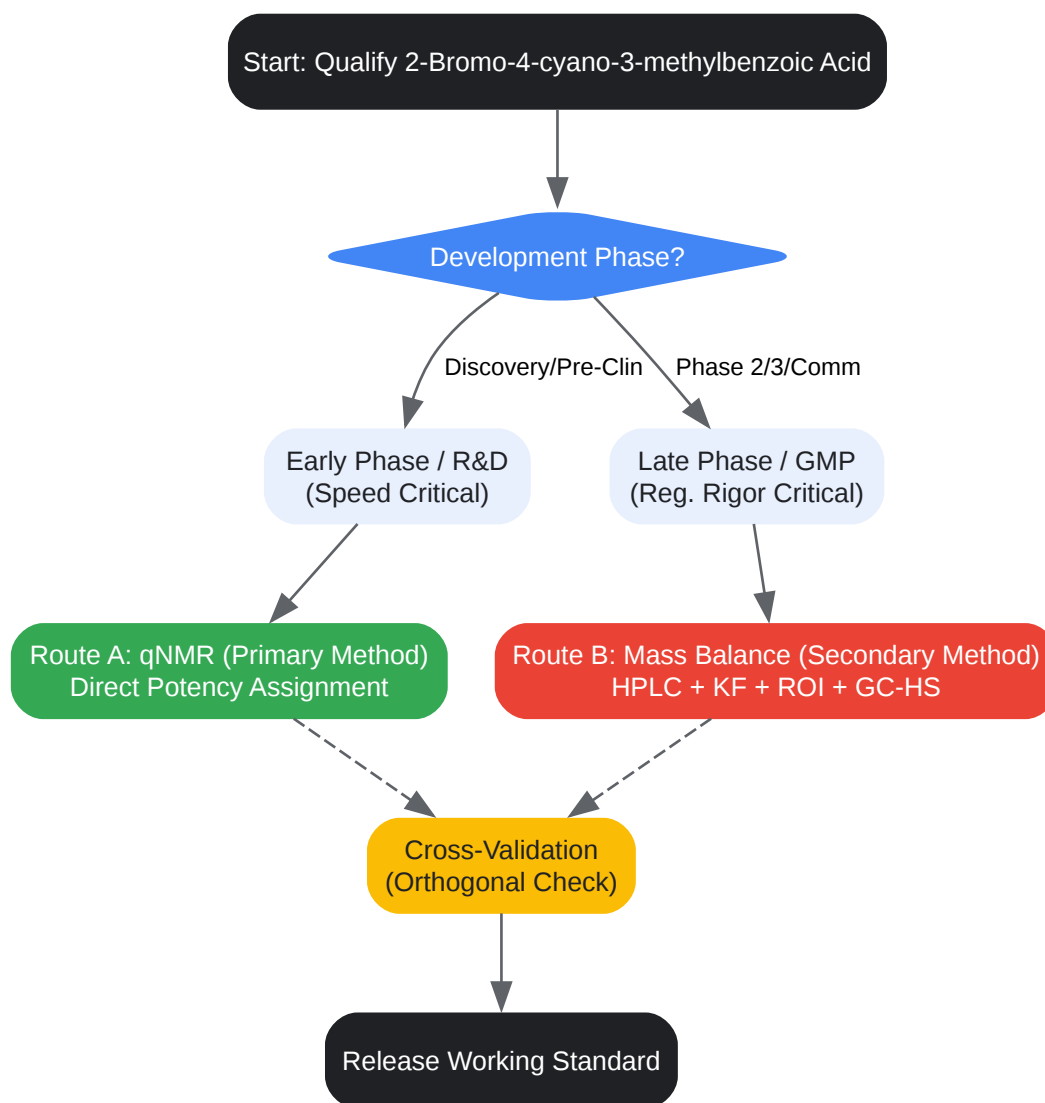 Start: Qualify 2-Bromo-4-cyano-3-methylbenzoic Acid
Development Phase?
Discovery/Pre-Clin
Phase 2/3/Comm
Early Phase / R&D
(Speed Critical)
Late Phase / GMP
(Reg. Rigor Critical)
Route A: qNMR (Primary Method)
Direct Potency Assignment
Route B: Mass Balance (Secondary Method)
HPLC + KF + ROI + GC-HS
Cross-Validation
(Orthogonal Check)
Release Working Standard